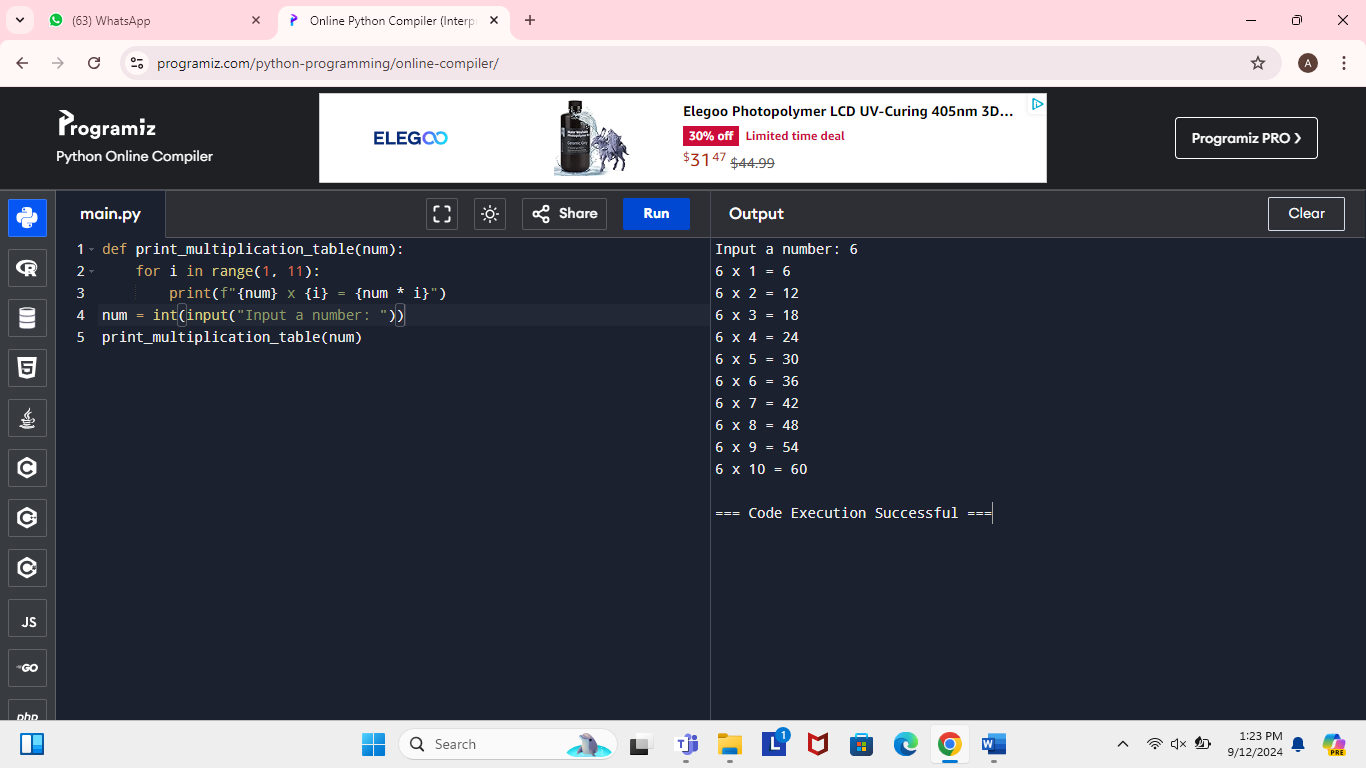 (63) WhatsApp
Online Python Compiler (Interp
programiz.com/python-programming/online-compiler/
A
Programiz
Python Online Compiler
ELEGOO
Elegoo Photopolymer LCD UV-Curing 405nm 3D...
30% off Limited time deal
$31 47 $44.99
Programiz PRO >
main.py
Share
Run
Output
Clear
1 def print_multiplication_table(num):
2     for i in range(1, 11):
3         print(f"{num} x {i} = {num * i}")
4 num = int(input("Input a number: "))
5 print_multiplication_table(num)
Input a number: 6
6 x 1 = 6
6 x 2 = 12
6 x 3 = 18
6 x 4 = 24
6 x 5 = 30
6 x 6 = 36
6 x 7 = 42
6 x 8 = 48
6 x 9 = 54
6 x 10 = 60
=== Code Execution Successful ===
JS
GO
php
Search
1
1:23 PM
9/12/2024
PRE